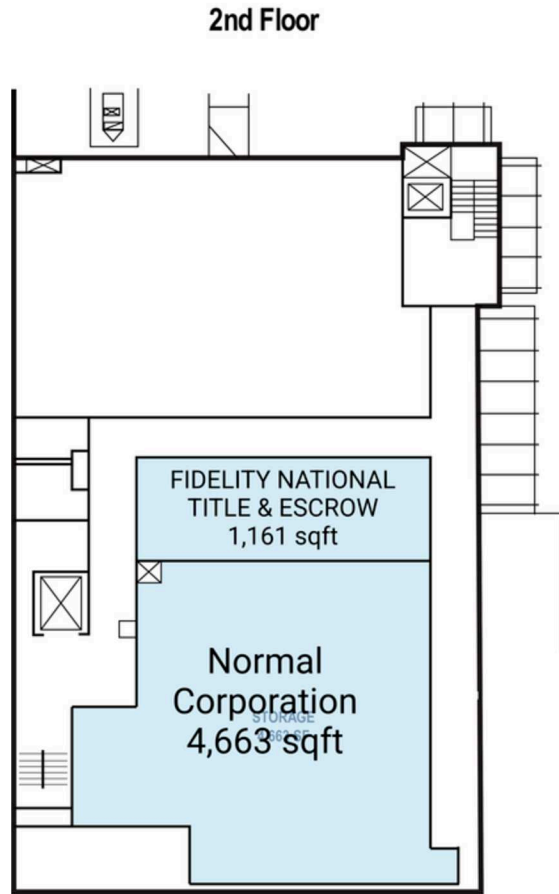 2nd Floor
FIDELITY NATIONAL
TITLE & ESCROW
1,161 sqft
Normal
Corporation
STORAGE
4,663 sqft